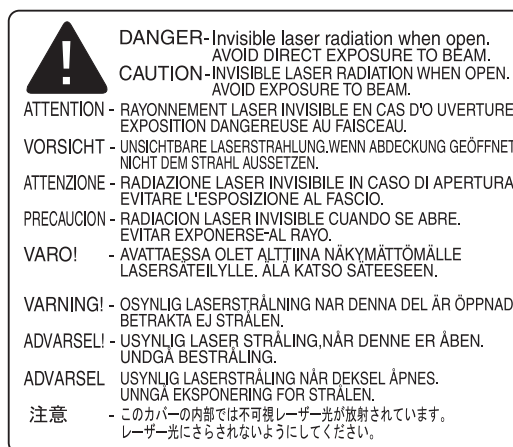 DANGER-Invisible laser radiation when open.
AVOID DIRECT EXPOSURE TO BEAM.
CAUTION-INVISIBLE LASER RADIATION WHEN OPEN.
AVOID EXPOSURE TO BEAM.
ATTENTION - RAYONNEMENT LASER INVISIBLE EN CAS D'O UVERTURE
EXPOSITION DANGEREUSE AU FAISCEAU.
VORSICHT - UNSICHTBARE LASERSTRAHLUNG.WENN ABDECKUNG GEÖFFNET
NICHT DEM STRAHL AUSSETZEN.
ATTENZIONE - RADIAZIONE LASER INVISIBILE IN CASO DI APERTURA
EVITARE L'ESPOSIZIONE AL FASCIO.
PRECAUCION - RADIACION LASER INVISIBLE CUANDO SE ABRE.
EVITAR EXPONERSE-AL RAYO.
VARO! - AVATTAESSA OLET ALTTIINA NÄKYMÄTTÖMÄLLE
LASERSÄTEILYLLE. ÄLÄ KATSO SÄTEESEEN.
VARNING! - OSYNLIG LASERSTRÅLNING NAR DENNA DEL ÄR ÖPPNAD
BETRAKTA EJ STRÅLEN.
ADVARSEL! - USYNLIG LASER STRÅLING,NÅR DENNE ER ÅBEN.
UNDGÅ BESTRÅLING.
ADVARSEL USYNLIG LASERSTRÅLING NÅR DEKSEL ÅPNES.
UNNGÅ EKSPONERING FOR STRÅLEN.
注意 - このカバーの内部では不可視レーザー光が放射されています。
レーザー光にさらされないようにしてください。